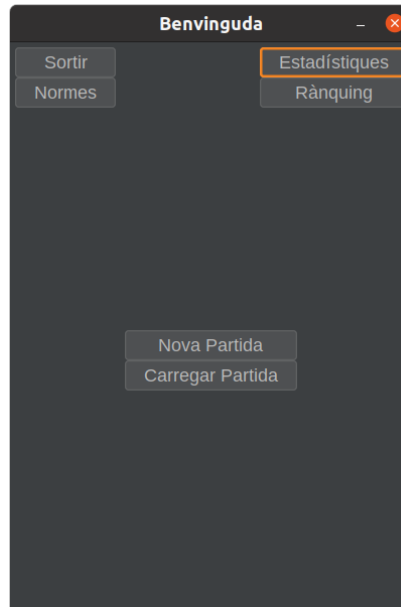 Benvinguda
Sortir
Estadístiques
Normes
Rànquing
Nova Partida
Carregar Partida